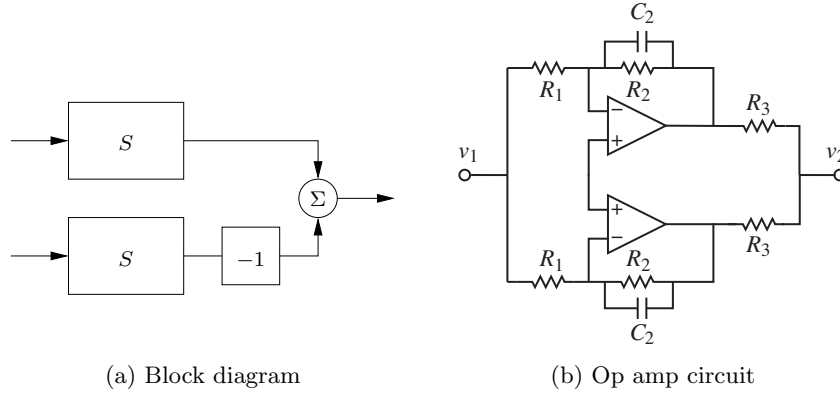 S
Σ
S
−1
(a) Block diagram
C₂
R₁
R₂
−
R₃
+
v₁
v₂
+
−
R₁
R₂
R₃
C₂
(b) Op amp circuit